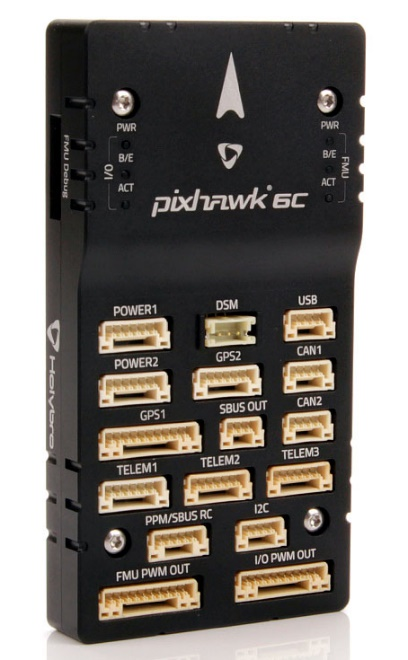 PWR
PWR
B/E
B/E
I/O
FMU
ACT
ACT
FMU Debug
pixhawk® 6C
Holybro
POWER1
DSM
USB
POWER2
GPS2
CAN1
GPS1
SBUS OUT
CAN2
TELEM1
TELEM2
TELEM3
PPM/SBUS RC
I2C
FMU PWM OUT
I/O PWM OUT